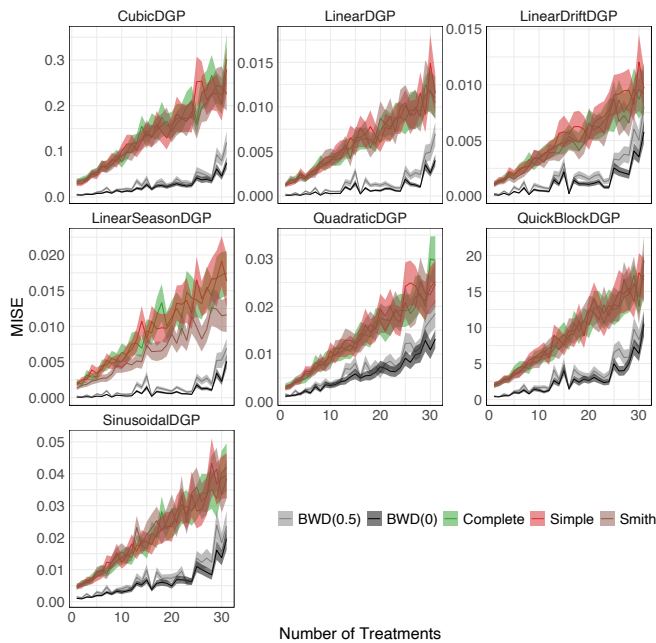 CubicDGP LinearDGP LinearDriftDGP
0.3 0.015 0.015
0.2 0.010 0.010
0.1 0.005 0.005
0.0 0.000 0.000
LinearSeasonDGP QuadraticDGP QuickBlockDGP
0.020 0.03 20
0.015 0.02 15
0.010 0.01 10
0.005 5
0.000 0.00 0
MISE
0 10 20 30 0 10 20 30
SinusoidalDGP
0.05
0.04
0.03
0.02
0.01
0.00
0 10 20 30
BWD(0.5) BWD(0) Complete Simple Smith
Number of Treatments